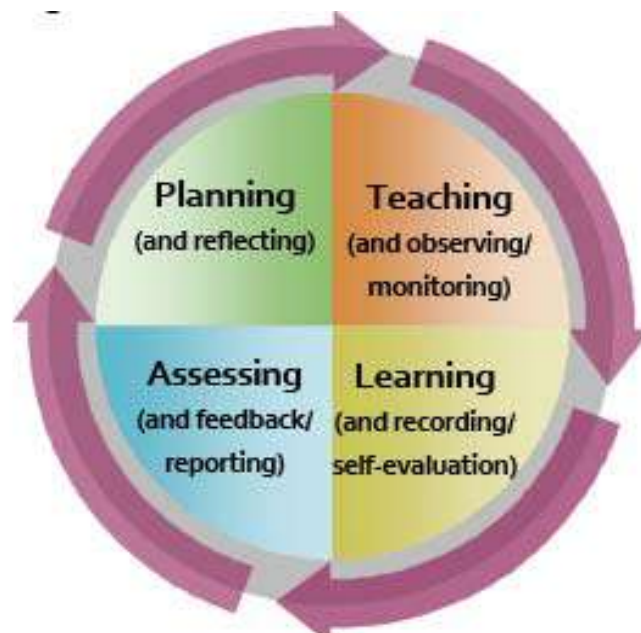 Planning
(and reflecting)
Teaching
(and observing/
monitoring)
Learning
(and recording/
self-evaluation)
Assessing
(and feedback/
reporting)